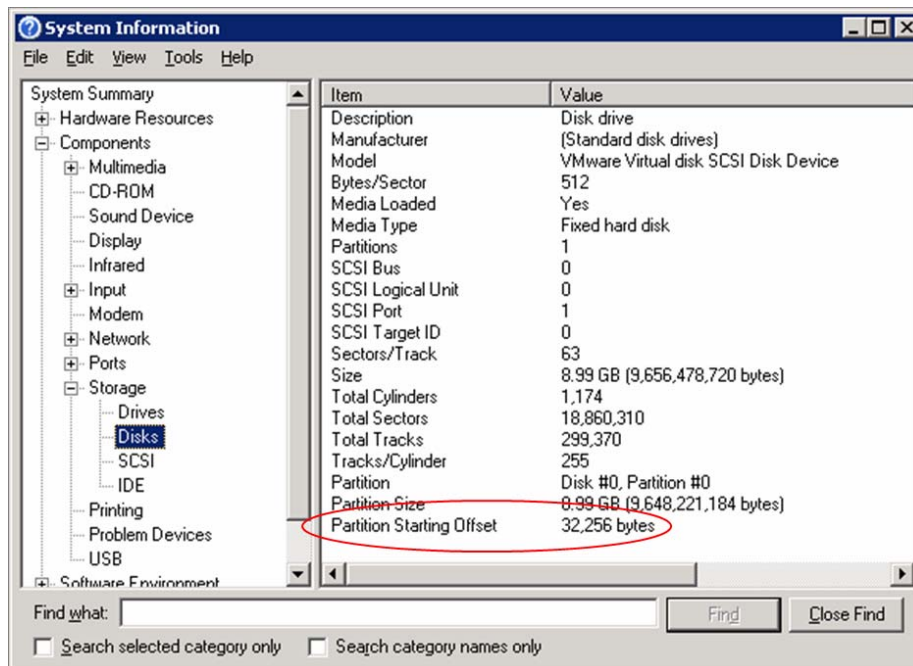 System Information
File Edit View Tools Help
System Summary
Hardware Resources
Components
Multimedia
CD-ROM
Sound Device
Display
Infrared
Input
Modem
Network
Ports
Storage
Drives
Disks
SCSI
IDE
Printing
Problem Devices
USB
Software Environment
Item Value
Description Disk drive
Manufacturer (Standard disk drives)
Model VMware Virtual disk SCSI Disk Device
Bytes/Sector 512
Media Loaded Yes
Media Type Fixed hard disk
Partitions 1
SCSI Bus 0
SCSI Logical Unit 0
SCSI Port 1
SCSI Target ID 0
Sectors/Track 63
Size 8.99 GB (9,656,478,720 bytes)
Total Cylinders 1,174
Total Sectors 18,860,310
Total Tracks 299,370
Tracks/Cylinder 255
Partition Disk #0, Partition #0
Partition Size 8.99 GB (9,648,221,184 bytes)
Partition Starting Offset 32,256 bytes
Find what: Find Close Find
Search selected category only Search category names only